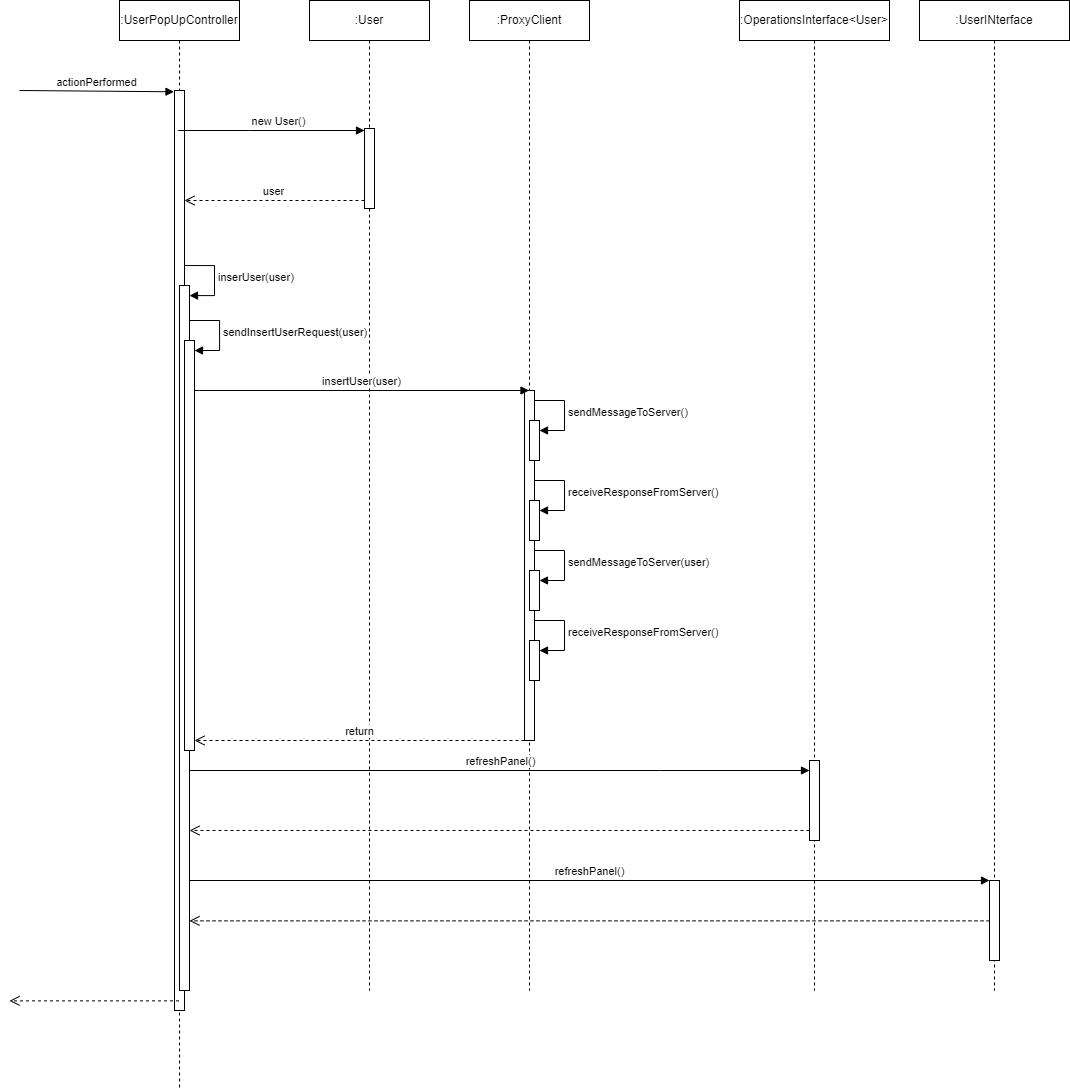 :UserPopUpController
:User
:ProxyClient
:OperationsInterface<User>
:UserINterface
actionPerformed
new User()
user
inserUser(user)
sendInsertUserRequest(user)
insertUser(user)
sendMessageToServer()
receiveResponseFromServer()
sendMessageToServer(user)
receiveResponseFromServer()
return
refreshPanel()
refreshPanel()